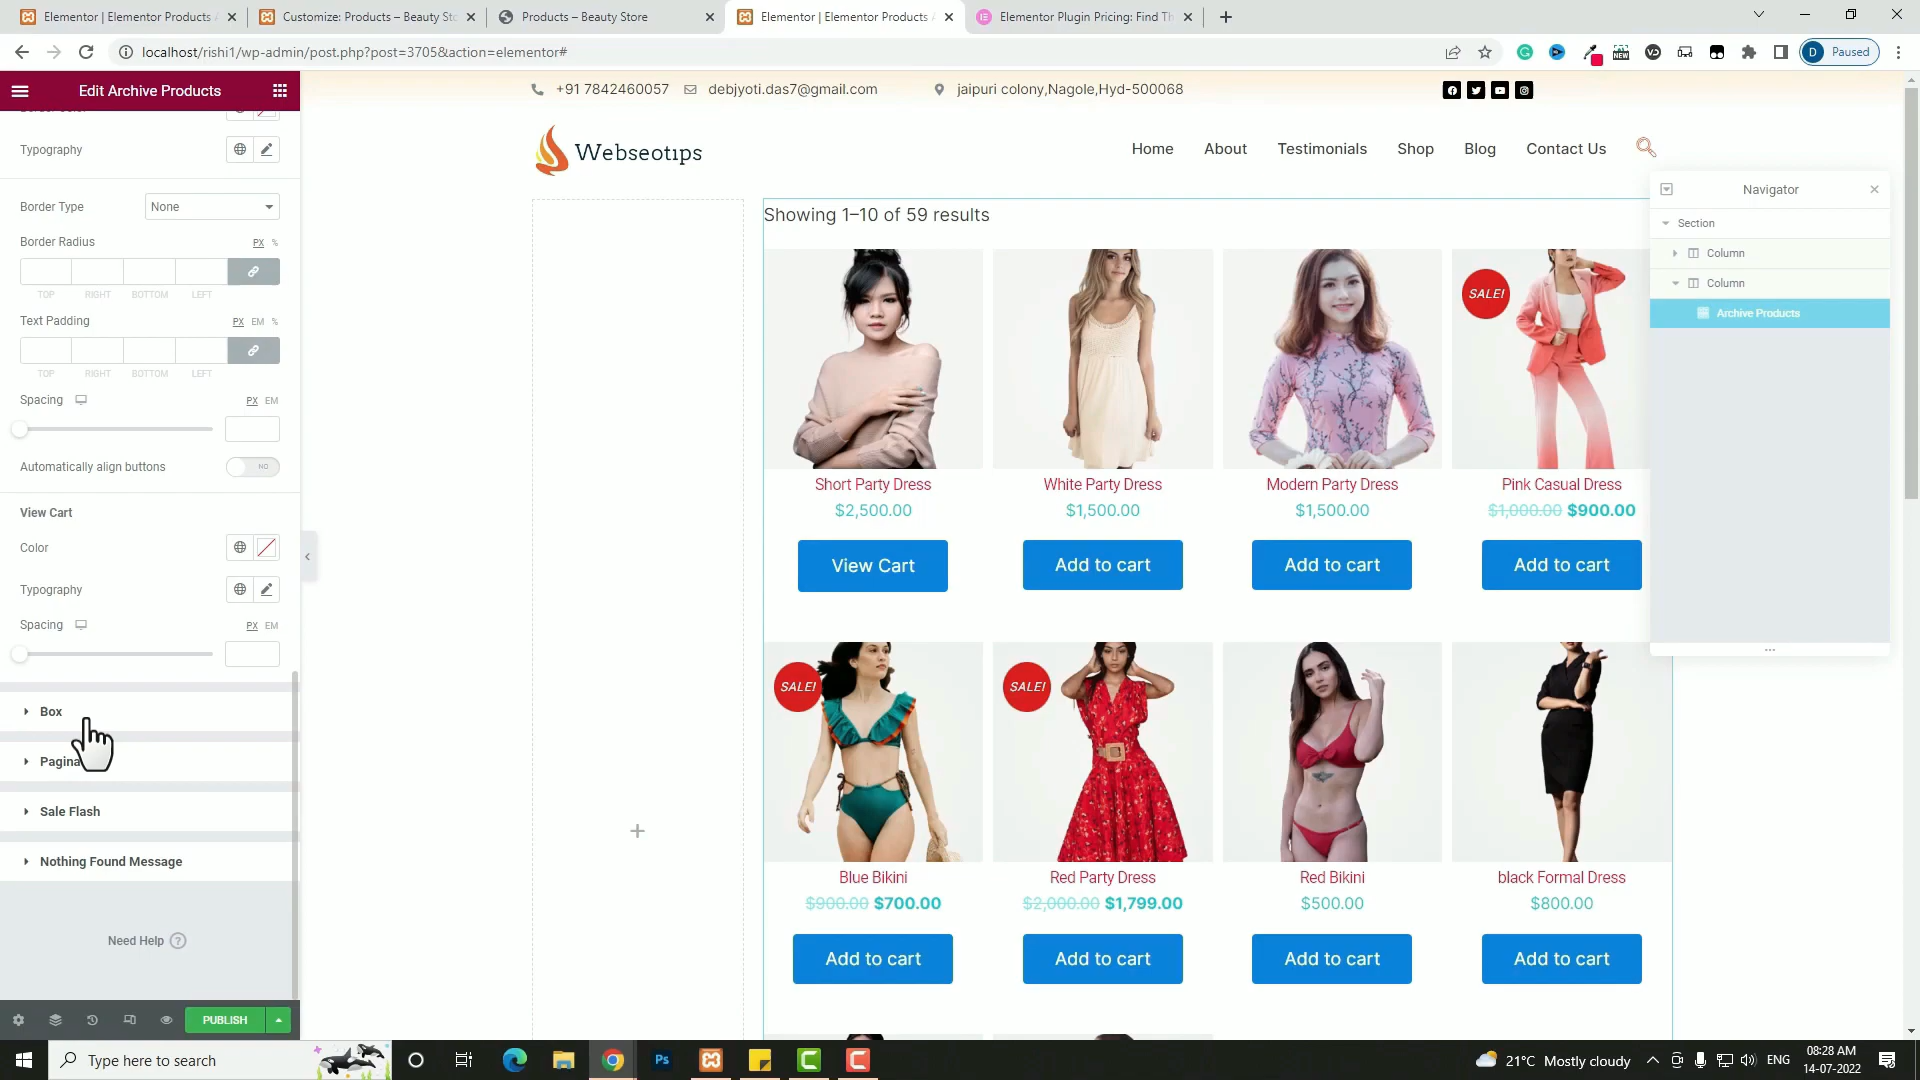 Elementor | Elementor Products A
Customize: Products – Beauty Sto
Products – Beauty Store
Elementor | Elementor Products A
Elementor Plugin Pricing: Find Th
localhost/rishi1/wp-admin/post.php?post=3705&action=elementor#
NEW
D
Paused
Edit Archive Products
Typography
Border Type
None
Border Radius
PX %
TOP RIGHT BOTTOM LEFT
Text Padding
PX EM %
TOP RIGHT BOTTOM LEFT
Spacing
PX EM
Automatically align buttons
NO
View Cart
Color
Typography
Spacing
PX EM
Box
Pagina
Sale Flash
Nothing Found Message
Need Help ?
PUBLISH
+91 7842460057
debjyoti.das7@gmail.com
jaipuri colony,Nagole,Hyd-500068
Webseotips
Home
About
Testimonials
Shop
Blog
Contact Us
Showing 1–10 of 59 results
SALE!
Short Party Dress
White Party Dress
Modern Party Dress
Pink Casual Dress
$2,500.00
$1,500.00
$1,500.00
$1,000.00 $900.00
View Cart
Add to cart
Add to cart
Add to cart
SALE!
SALE!
Blue Bikini
Red Party Dress
Red Bikini
black Formal Dress
$900.00 $700.00
$2,000.00 $1,799.00
$500.00
$800.00
Add to cart
Add to cart
Add to cart
Add to cart
Navigator
Section
Column
Column
Archive Products
Type here to search
Ps
21°C Mostly cloudy
ENG
08:28 AM
14-07-2022